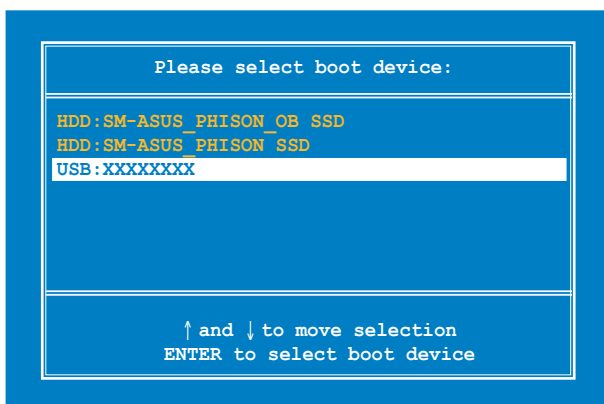 Please select boot device:
HDD:SM-ASUS_PHISON_OB SSD
HDD:SM-ASUS_PHISON SSD
USB:XXXXXXXX
↑ and ↓ to move selection
ENTER to select boot device